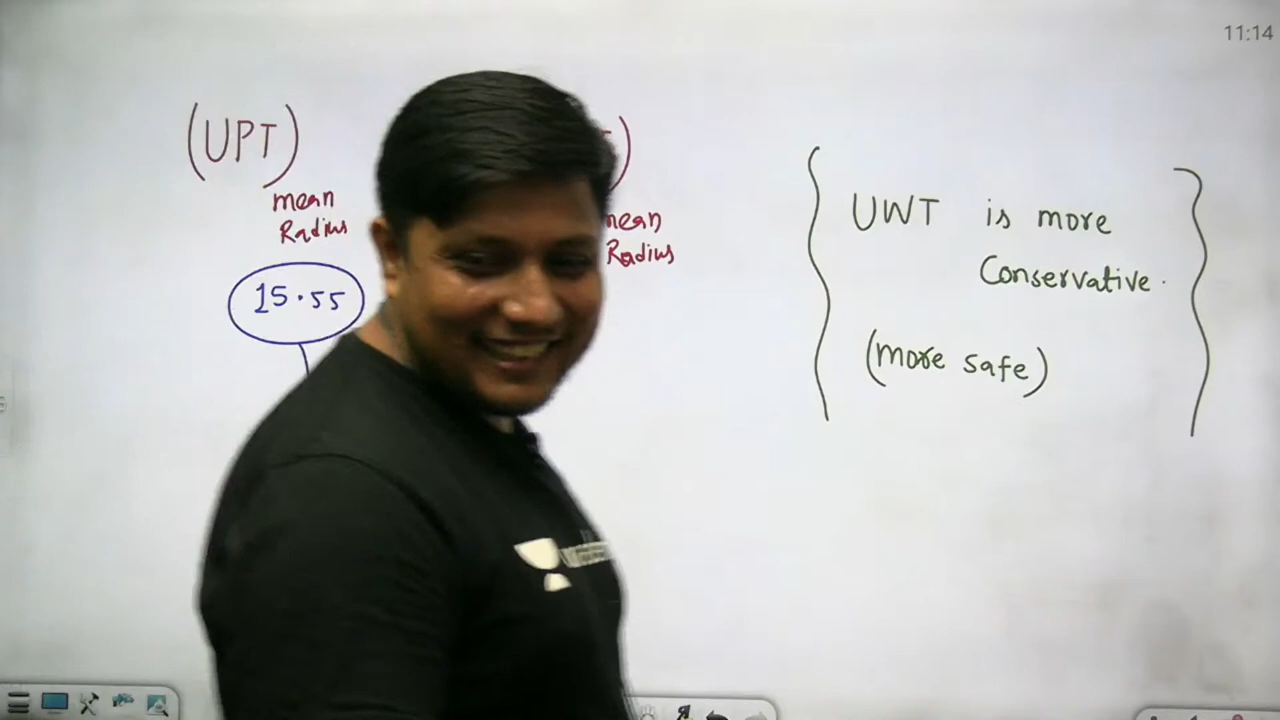 11:14
(UPT)
mean
Radius
15.55
)
mean
Radius
UWT is more
Conservative.
(more safe)